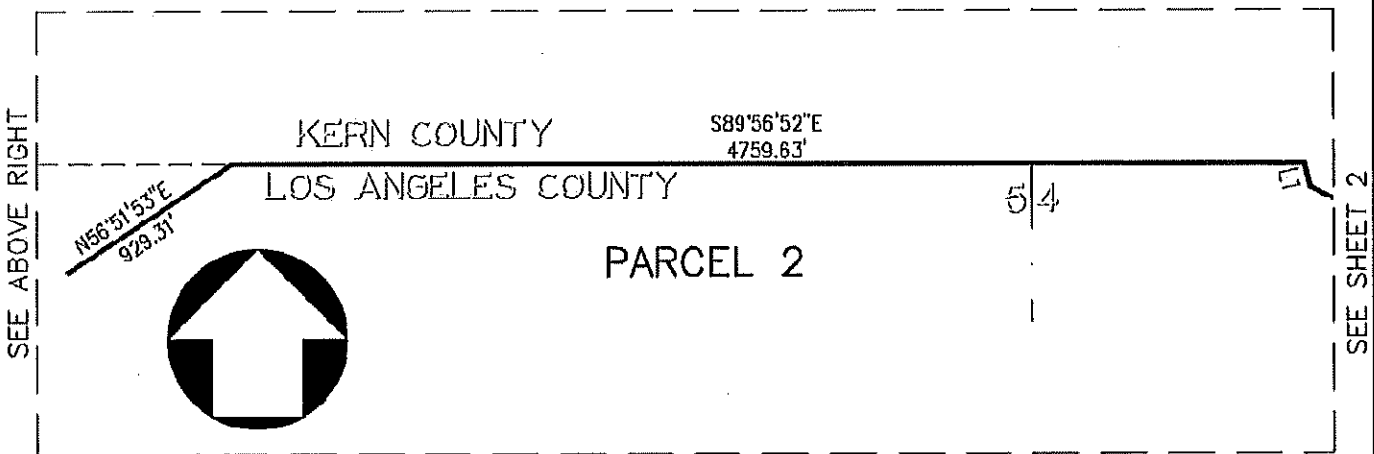 SEE ABOVE RIGHT
KERN COUNTY
S89°56'52"E
4759.63'
LOS ANGELES COUNTY
N56°51'53"E
929.31'
5 4
L1
PARCEL 2
SEE SHEET 2